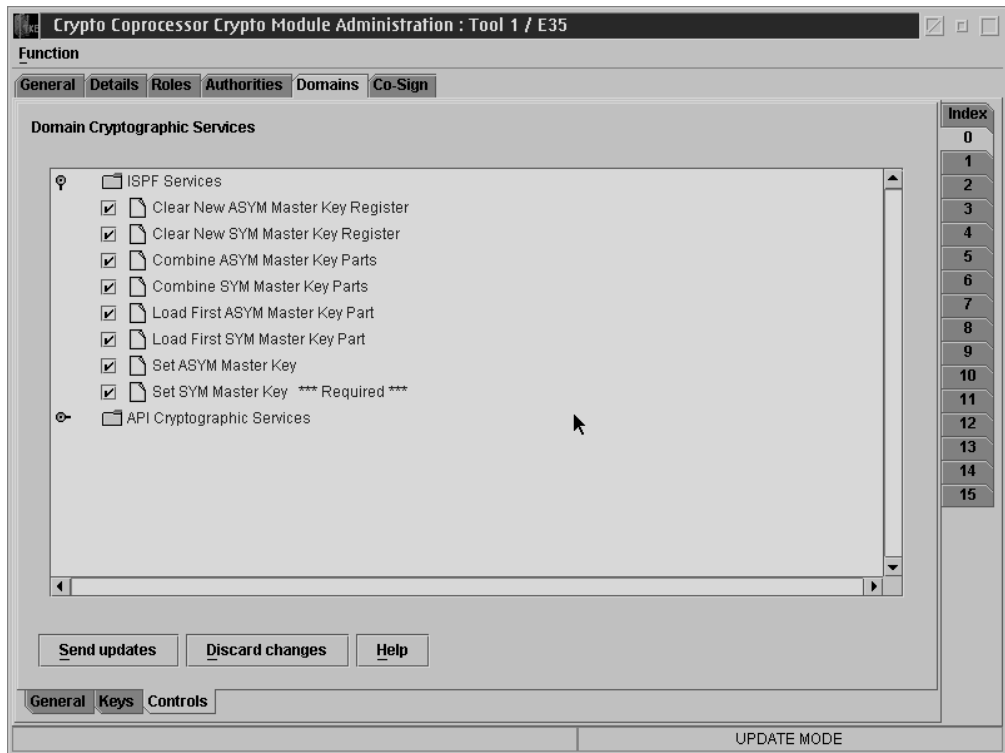 Crypto Coprocessor Crypto Module Administration : Tool 1 / E35
Function
General Details Roles Authorities Domains Co-Sign
Index
Domain Cryptographic Services
0
1
2
3
4
5
6
7
8
9
10
11
12
13
14
15
ISPF Services
Clear New ASYM Master Key Register
Clear New SYM Master Key Register
Combine ASYM Master Key Parts
Combine SYM Master Key Parts
Load First ASYM Master Key Part
Load First SYM Master Key Part
Set ASYM Master Key
Set SYM Master Key *** Required ***
API Cryptographic Services
Send updates Discard changes Help
General Keys Controls
UPDATE MODE